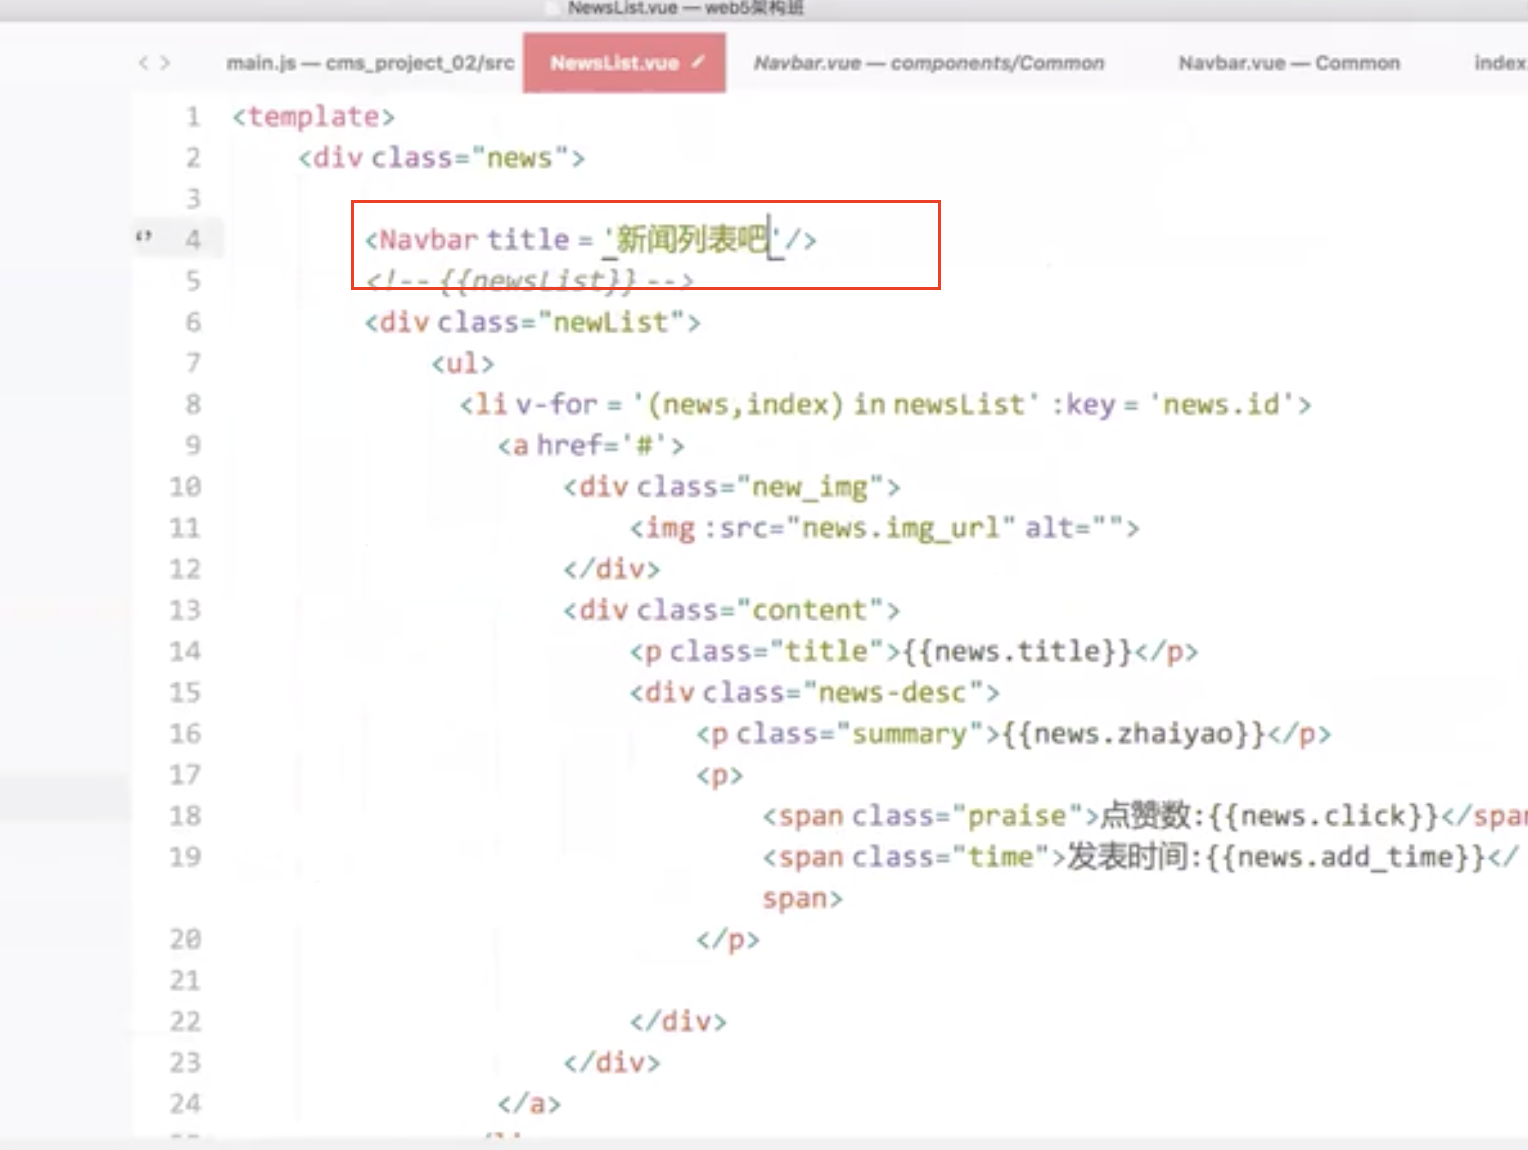 NewsList.vue — web5架构班
main.js — cms_project_02/src NewsList.vue Navbar.vue — components/Common Navbar.vue — Common index
1 <template>
2 <div class="news">
3
4 <Navbar title = '新闻列表吧'/>
5 <!-- {{newsList}} -->
6 <div class="newList">
7 <ul>
8 <li v-for = '(news,index) in newsList' :key = 'news.id'>
9 <a href='#'>
10 <div class="new_img">
11 <img :src="news.img_url" alt="">
12 </div>
13 <div class="content">
14 <p class="title">{{news.title}}</p>
15 <div class="news-desc">
16 <p class="summary">{{news.zhaiyao}}</p>
17 <p>
18 <span class="praise">点赞数:{{news.click}}</span
19 <span class="time">发表时间:{{news.add_time}}</
span>
20 </p>
21
22 </div>
23 </div>
24 </a>